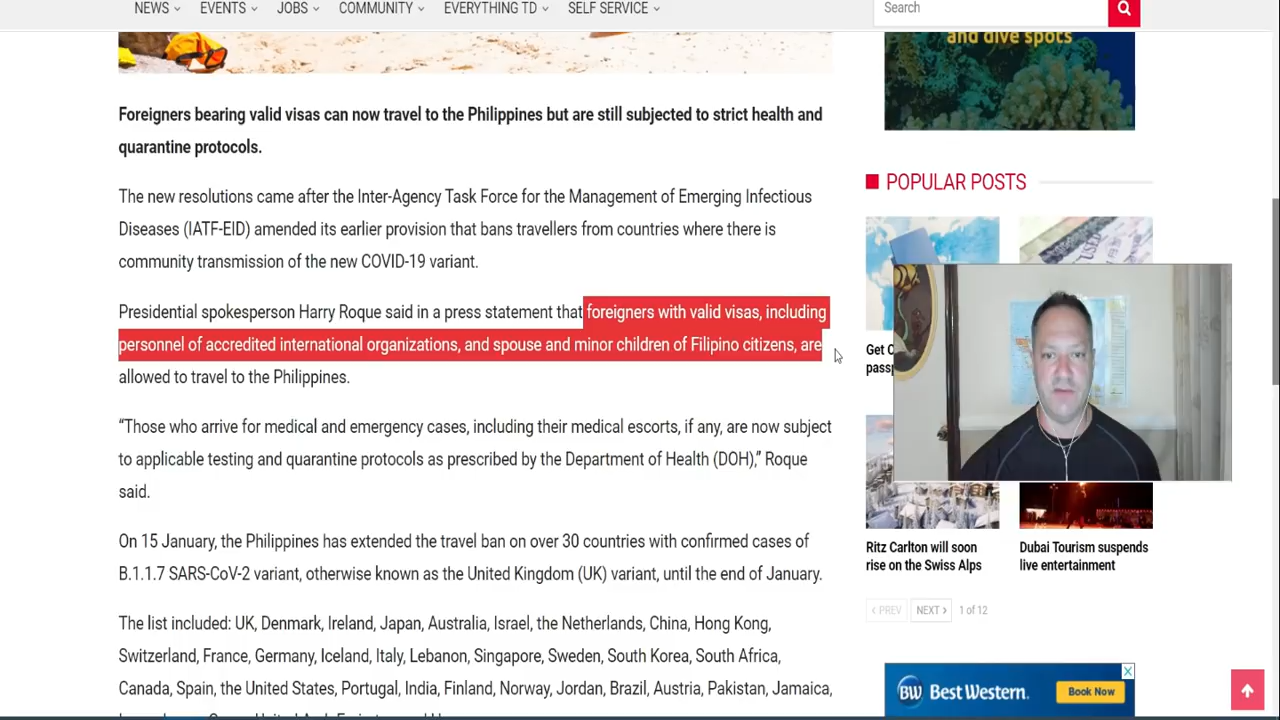 NEWS EVENTS JOBS COMMUNITY EVERYTHING TD SELF SERVICE
Search
and dive spots
Foreigners bearing valid visas can now travel to the Philippines but are still subjected to strict health and
quarantine protocols.
The new resolutions came after the Inter-Agency Task Force for the Management of Emerging Infectious
Diseases (IATF-EID) amended its earlier provision that bans travellers from countries where there is
community transmission of the new COVID-19 variant.
Presidential spokesperson Harry Roque said in a press statement that foreigners with valid visas, including
personnel of accredited international organizations, and spouse and minor children of Filipino citizens, are
allowed to travel to the Philippines.
“Those who arrive for medical and emergency cases, including their medical escorts, if any, are now subject
to applicable testing and quarantine protocols as prescribed by the Department of Health (DOH),” Roque
said.
On 15 January, the Philippines has extended the travel ban on over 30 countries with confirmed cases of
B.1.1.7 SARS-CoV-2 variant, otherwise known as the United Kingdom (UK) variant, until the end of January.
The list included: UK, Denmark, Ireland, Japan, Australia, Israel, the Netherlands, China, Hong Kong,
Switzerland, France, Germany, Iceland, Italy, Lebanon, Singapore, Sweden, South Korea, South Africa,
Canada, Spain, the United States, Portugal, India, Finland, Norway, Jordan, Brazil, Austria, Pakistan, Jamaica,
POPULAR POSTS
Get
Ritz Carlton will soon
rise on the Swiss Alps
Dubai Tourism suspends
live entertainment
PREV NEXT 1 of 12
BW Best Western. Book Now